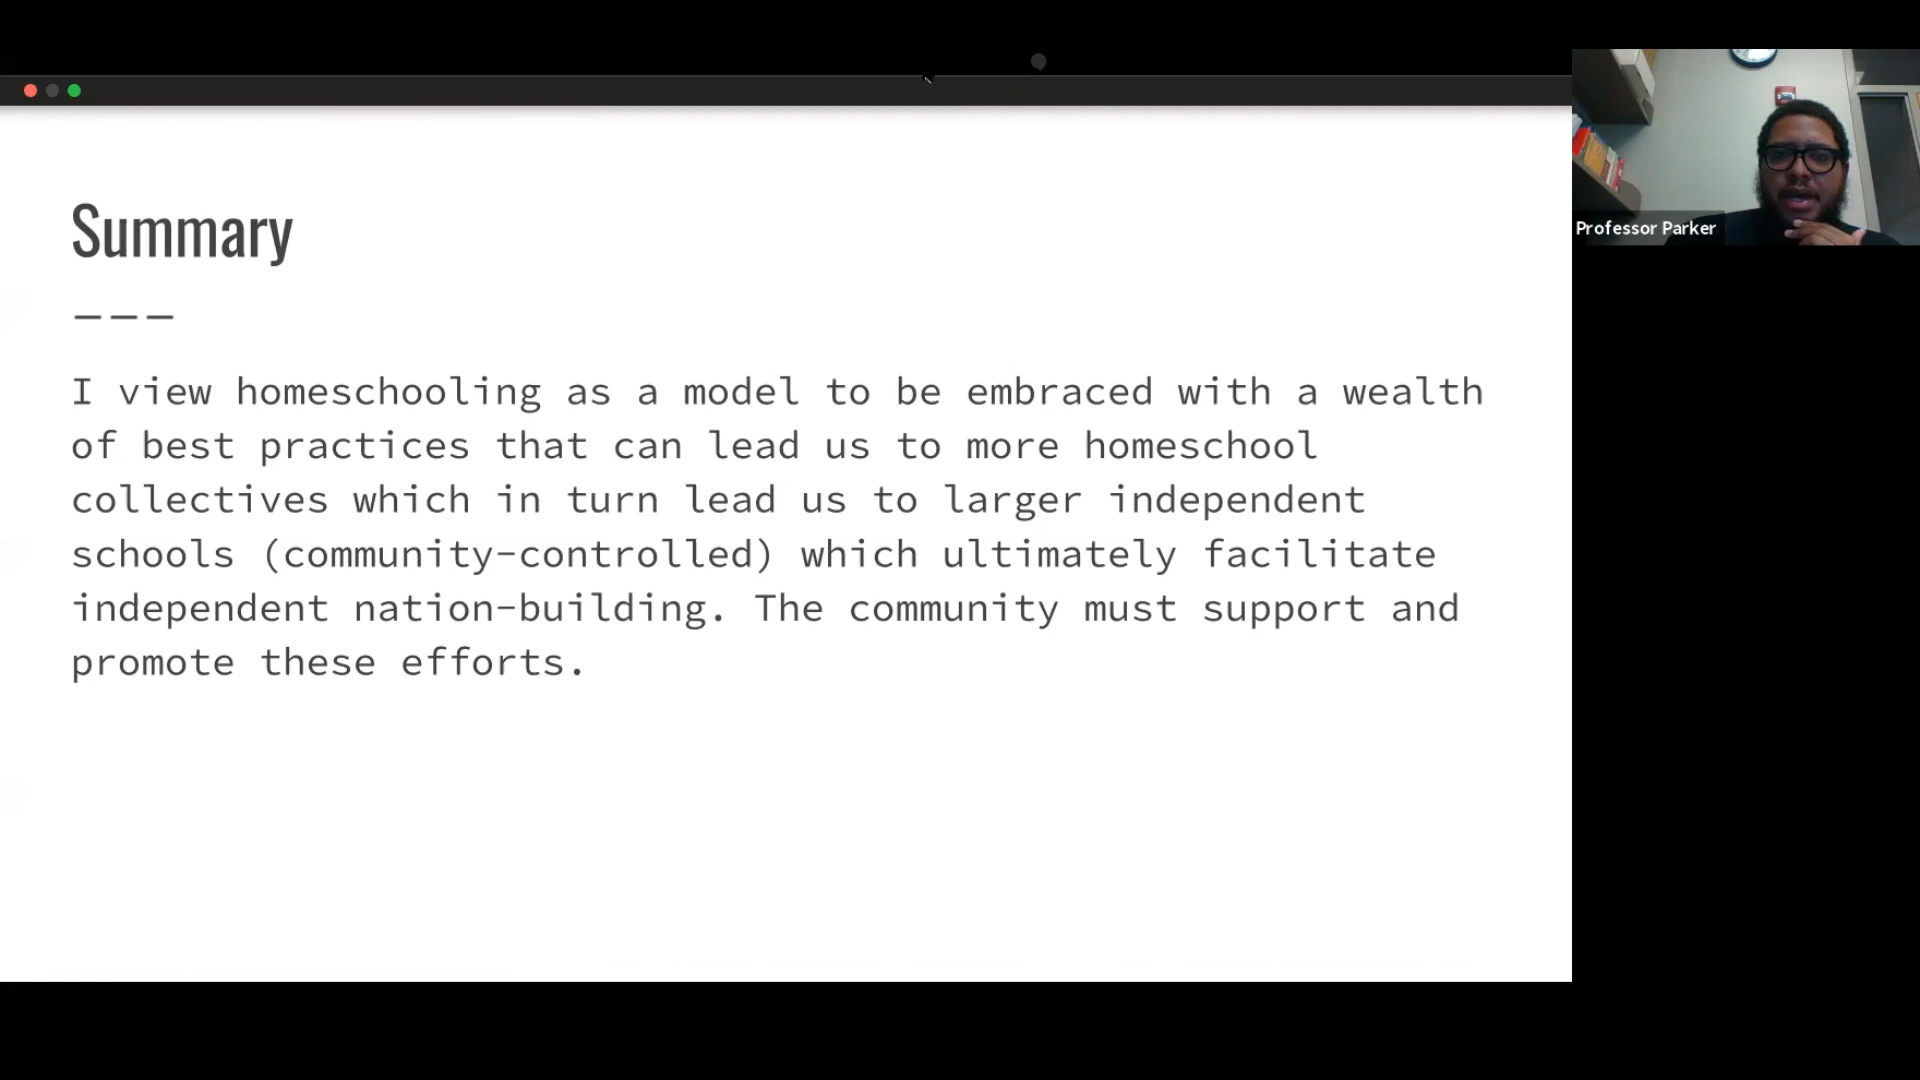 Summary
———
I view homeschooling as a model to be embraced with a wealth
of best practices that can lead us to more homeschool
collectives which in turn lead us to larger independent
schools (community-controlled) which ultimately facilitate
independent nation-building. The community must support and
promote these efforts.
Professor Parker